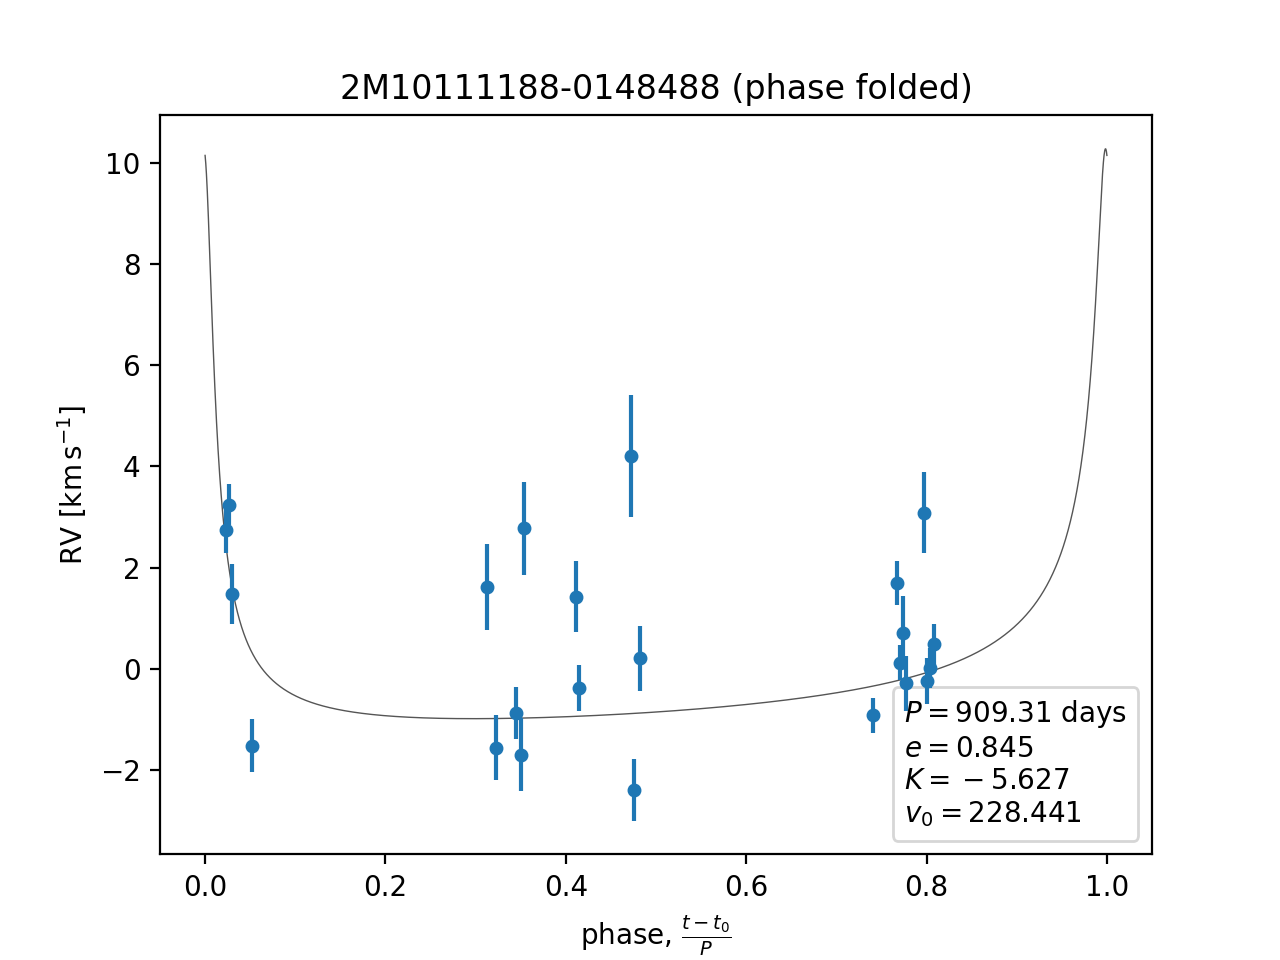 2M10111188-0148488 (phase folded)
RV [km s⁻¹]
10
8
6
4
2
0
−2
P = 909.31 days
e = 0.845
K = −5.627
v₀ = 228.441
0.0 0.2 0.4 0.6 0.8 1.0
phase, (t − t₀)/P